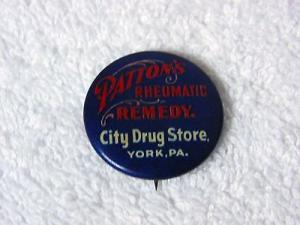 PATTON'S
RHEUMATIC
REMEDY.
City Drug Store,
YORK, PA.